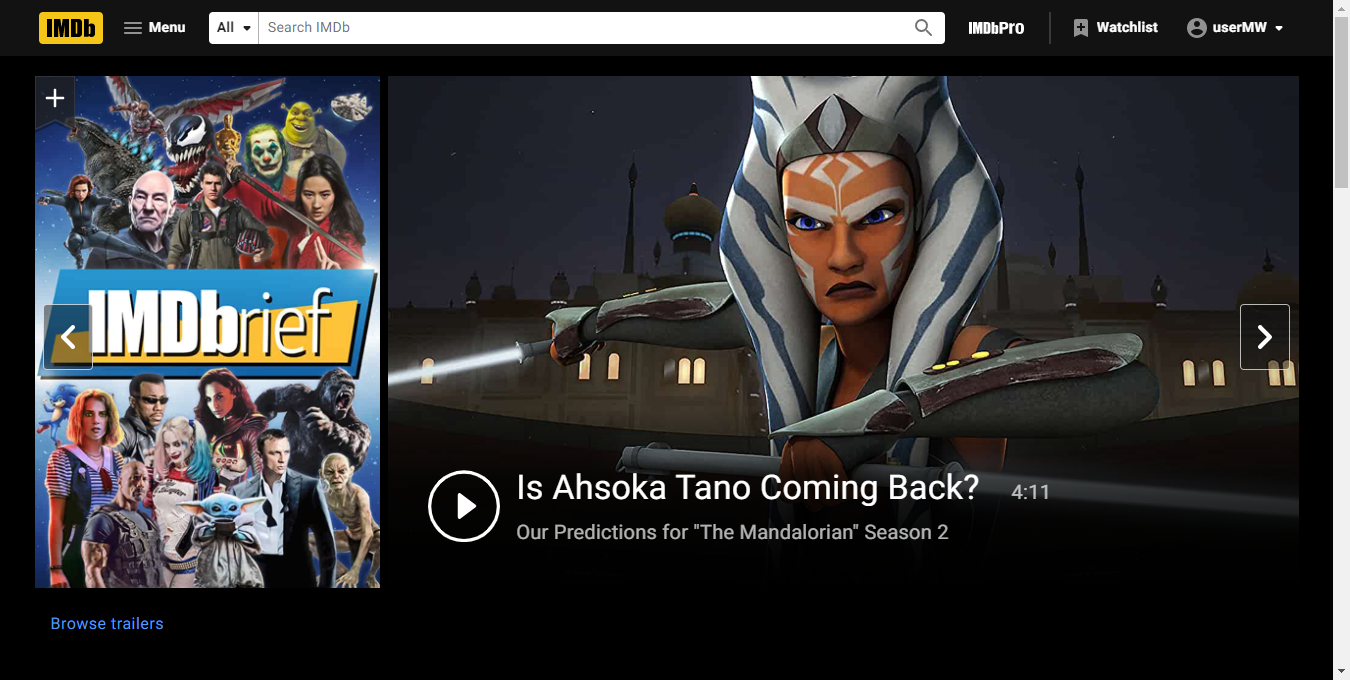 IMDb
Menu
All
Search IMDb
IMDbPro
Watchlist
userMW
IMDbrief
Is Ahsoka Tano Coming Back? 4:11
Our Predictions for "The Mandalorian" Season 2
Browse trailers